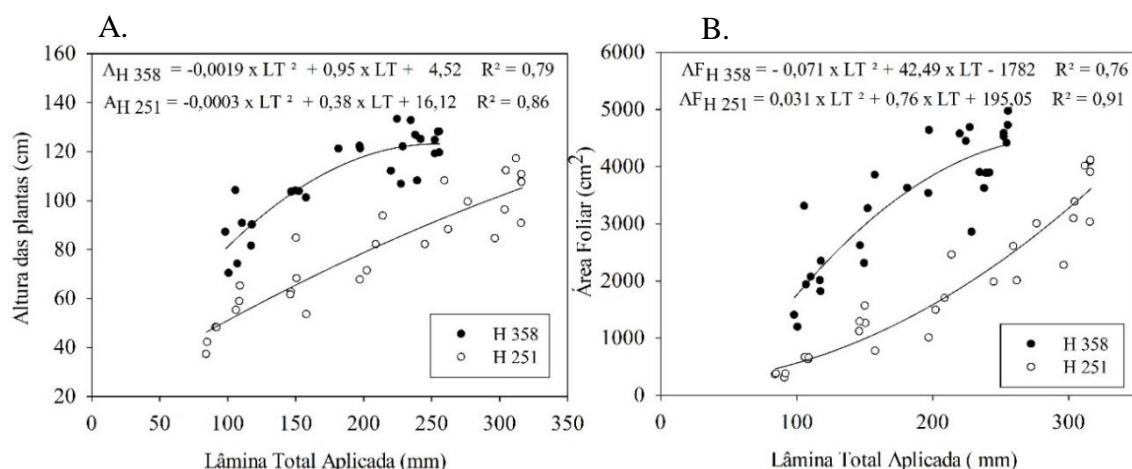 A.
160
140
120
100
80
60
40
20
Altura das plantas (cm)
A H 358 = -0,0019 x LT ² + 0,95 x LT + 4,52 R² = 0,79
A H 251 = -0,0003 x LT ² + 0,38 x LT + 16,12 R² = 0,86
H 358
H 251
0 50 100 150 200 250 300 350
Lâmina Total Aplicada (mm)
B.
6000
5000
4000
3000
2000
1000
0
Área Foliar (cm²)
AF H 358 = - 0,071 x LT ² + 42,49 x LT - 1782 R² = 0,76
AF H 251 = 0,031 x LT ² + 0,76 x LT + 195,05 R² = 0,91
H 358
H 251
0 100 200 300
Lâmina Total Aplicada ( mm)